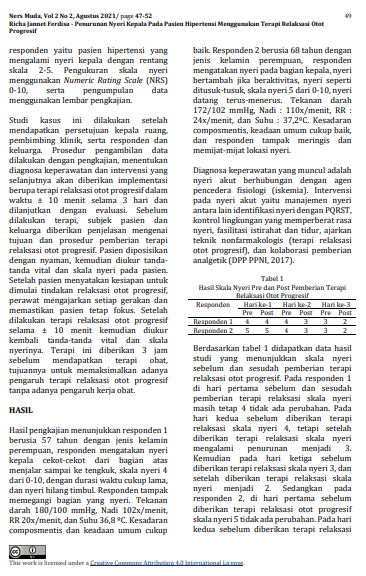 Ners Muda, Vol 2 No 2, Agustus 2021/ page 47-52
49
Richa Jannet Ferdisa - Penurunan Nyeri Kepala Pada Pasien Hipertensi Menggunakan Terapi Relaksasi Otot
Progresif
responden yaitu pasien hipertensi yang
mengalami nyeri kepala dengan rentang
skala 2-5. Pengukuran skala nyeri
menggunakan Numeric Rating Scale (NRS)
0-10, serta pengumpulan data
menggunakan lembar pengkajian.
Studi kasus ini dilakukan setelah
mendapatkan persetujuan kepala ruang,
pembimbing klinik, serta responden dan
keluarga. Prosedur pengambilan data
dilakukan dengan pengkajian, menentukan
diagnosa keperawatan dan intervensi yang
selanjutnya akan diberikan implementasi
berupa terapi relaksasi otot progresif dalam
waktu ± 10 menit selama 3 hari dan
dilanjutkan dengan evaluasi. Sebelum
dilakukan terapi, subjek pasien dan
keluarga diberikan penjelasan mengenai
tujuan dan prosedur pemberian terapi
relaksasi otot progresif. Pasien diposisikan
dengan nyaman, kemudian diukur tanda-
tanda vital dan skala nyeri pada pasien.
Setelah pasien menyatakan kesiapan untuk
dimulai tindakan relaksasi otot progresif,
perawat mengajarkan setiap gerakan dan
memastikan pasien tetap fokus. Setelah
dilakukan terapi relaksasi otot progresif
selama ± 10 menit kemudian diukur
kembali tanda-tanda vital dan skala
nyerinya. Terapi ini diberikan 3 jam
sebelum mendapatkan terapi obat,
tujuannya untuk memaksimalkan adanya
pengaruh terapi relaksasi otot progresif
tanpa adanya pengaruh kerja obat.
HASIL
Hasil pengkajian menunjukkan responden 1
berusia 57 tahun dengan jenis kelamin
perempuan, responden mengatakan nyeri
kepala cekot-cekot dari bagian atas
menjalar sampai ke tengkuk, skala nyeri 4
dari 0-10, dengan durasi waktu cukup lama,
dan nyeri hilang timbul. Responden tampak
memegangi bagian yang nyeri. Tekanan
darah 180/100 mmHg, Nadi 102x/menit,
RR 20x/menit, dan Suhu 36,8 ºC. Kesadaran
composmentis dan keadaan umum cukup
baik. Responden 2 berusia 68 tahun dengan
jenis kelamin perempuan, responden
mengatakan nyeri pada bagian kepala, nyeri
bertambah jika beraktivitas, nyeri seperti
ditusuk-tusuk, skala nyeri 5 dari 0-10, nyeri
datang terus-menerus. Tekanan darah
172/102 mmHg, Nadi : 110x/menit, RR :
24x/menit, dan Suhu : 37,2ºC. Kesadaran
composmentis, keadaan umum cukup baik,
dan responden tampak meringis dan
memijat-mijat lokasi nyeri.
Diagnosa keperawatan yang muncul adalah
nyeri akut berhubungan dengan agen
pencedera fisiologi (iskemia). Intervensi
pada nyeri akut yaitu manajemen nyeri
antara lain identifikasi nyeri dengan PQRST,
kontrol lingkungan yang memperberat rasa
nyeri, fasilitasi istirahat dan tidur, ajarkan
teknik nonfarmakologis (terapi relaksasi
otot progresif), dan kolaborasi pemberian
analgetik (DPP PPNI, 2017).
Tabel 1
Hasil Skala Nyeri Pre dan Post Pemberian Terapi
Relaksasi Otot Progresif
Responden Hari ke-1 Hari ke-2 Hari ke-3
Pre Post Pre Post Pre Post
Responden 1 4 4 4 3 3 2
Responden 2 5 5 4 3 3 2
Berdasarkan tabel 1 didapatkan data hasil
studi yang menunjukkan skala nyeri
sebelum dan sesudah pemberian terapi
relaksasi otot progresif. Pada responden 1
di hari pertama sebelum dan sesudah
pemberian terapi relaksasi skala nyeri
masih tetap 4 tidak ada perubahan. Pada
hari kedua sebelum diberikan terapi
relaksasi skala nyeri 4, tetapi setelah
diberikan terapi relaksasi skala nyeri
mengalami penurunan menjadi 3.
Kemudian pada hari ketiga sebelum
diberikan terapi relaksasi skala nyeri 3, dan
setelah diberikan terapi relaksasi skala
nyeri menjadi 2. Sedangkan pada
responden 2, di hari pertama sebelum
diberikan terapi relaksasi otot progresif
skala nyeri 5 tidak ada perubahan. Pada hari
kedua sebelum diberikan terapi relaksasi
This work is licensed under a Creative Commons Attribution 4.0 International License.